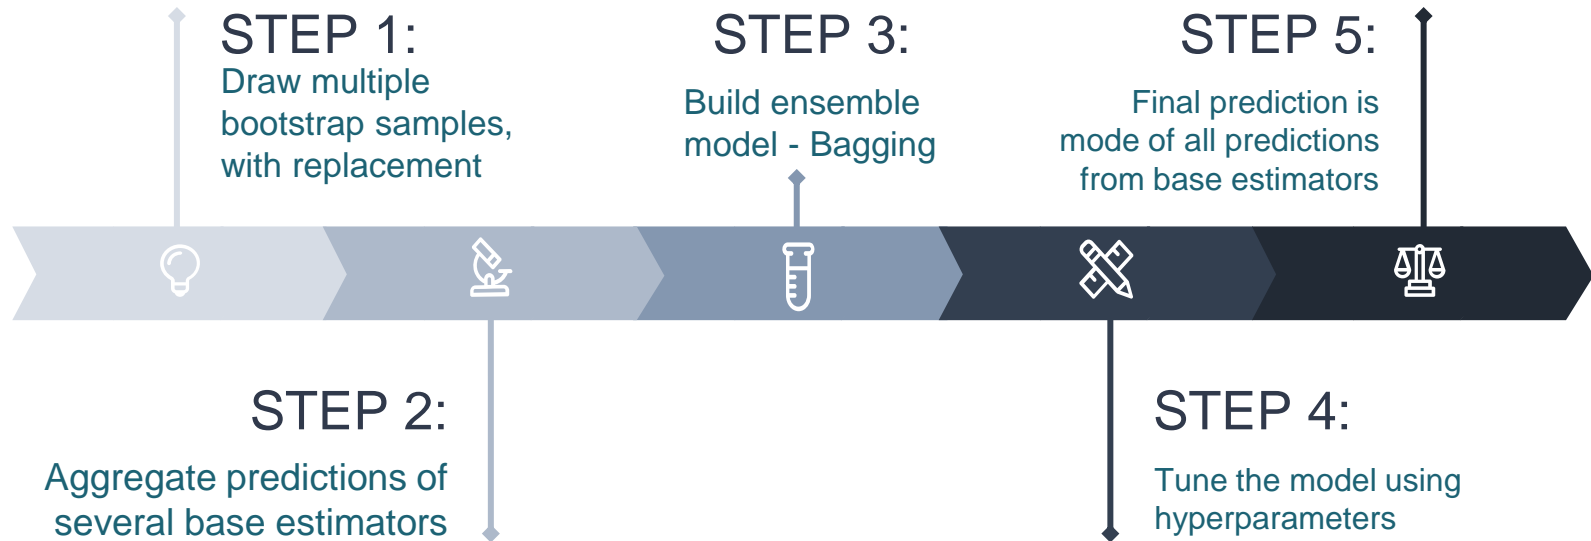 STEP 1:
Draw multiple
bootstrap samples,
with replacement
STEP 2:
Aggregate predictions of
several base estimators
STEP 3:
Build ensemble
model - Bagging
STEP 4:
Tune the model using
hyperparameters
STEP 5:
Final prediction is
mode of all predictions
from base estimators